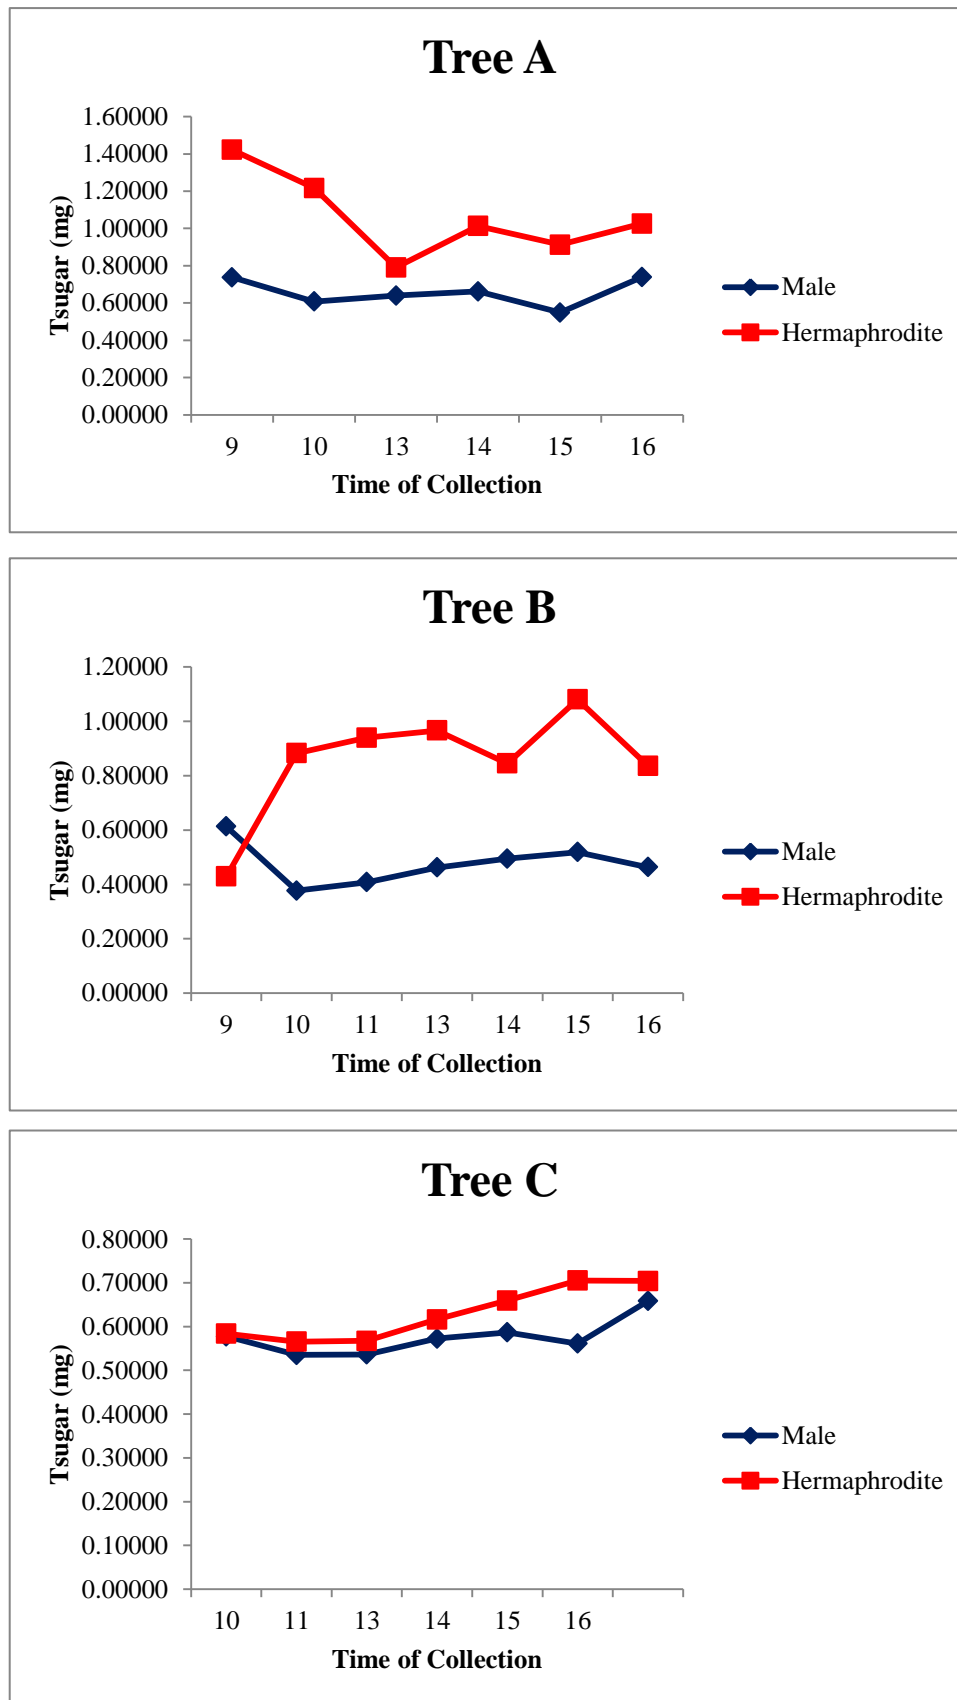 Tree A
1.60000
1.40000
1.20000
1.00000
0.80000
0.60000
0.40000
0.20000
0.00000
Tsugar (mg)
9 10 13 14 15 16
Time of Collection
Male
Hermaphrodite
Tree B
1.20000
1.00000
0.80000
0.60000
0.40000
0.20000
0.00000
Tsugar (mg)
9 10 11 13 14 15 16
Time of Collection
Male
Hermaphrodite
Tree C
0.80000
0.70000
0.60000
0.50000
0.40000
0.30000
0.20000
0.10000
0.00000
Tsugar (mg)
10 11 13 14 15 16
Time of Collection
Male
Hermaphrodite